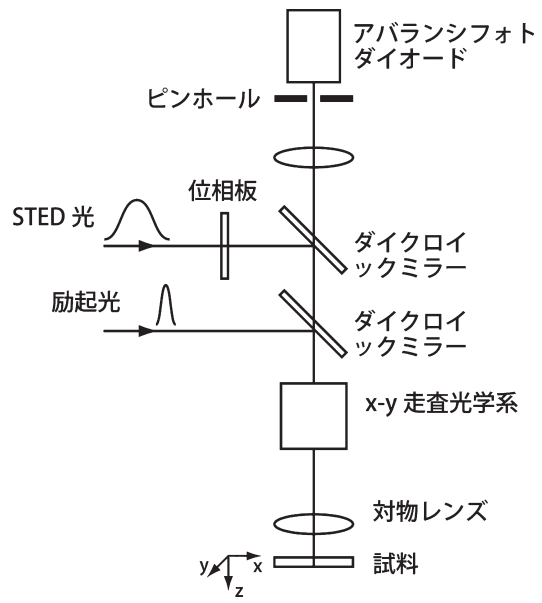 アバランシフォト
ダイオード
ピンホール
位相板
STED 光
ダイクロイ
ックミラー
励起光
ダイクロイ
ックミラー
x-y 走査光学系
対物レンズ
試料
y
x
z